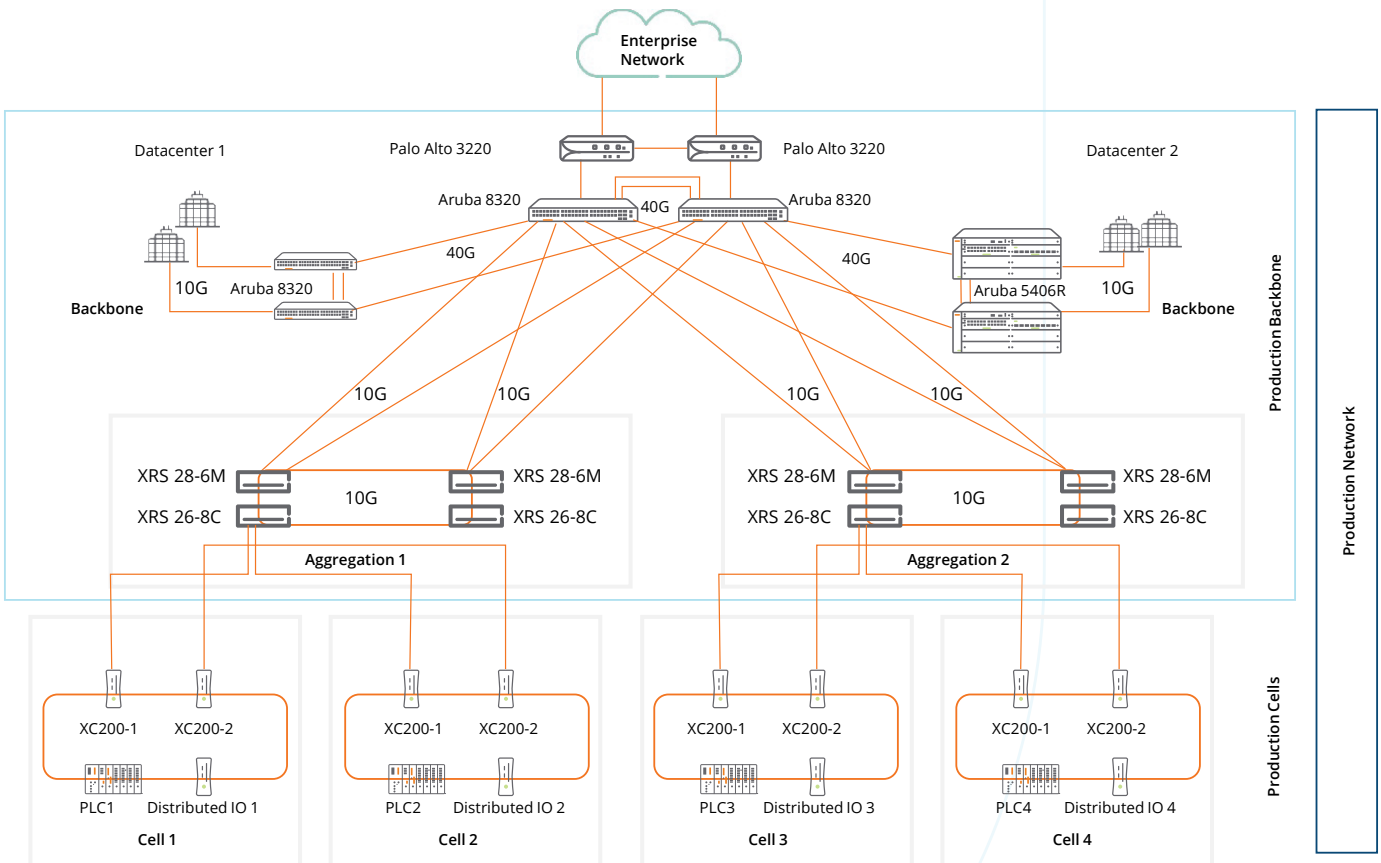 Enterprise
Network
Datacenter 1
Palo Alto 3220
Palo Alto 3220
Datacenter 2
Aruba 8320
40G
Aruba 8320
40G
40G
10G
Aruba 8320
Aruba 5406R
10G
Backbone
Backbone
Production Backbone
10G
10G
10G
10G
XRS 28-6M
XRS 28-6M
10G
XRS 26-8C
XRS 26-8C
Aggregation 1
XRS 28-6M
XRS 28-6M
10G
XRS 26-8C
XRS 26-8C
Aggregation 2
Production Network
XC200-1
XC200-2
PLC1
Distributed IO 1
Cell 1
XC200-1
XC200-2
PLC2
Distributed IO 2
Cell 2
XC200-1
XC200-2
PLC3
Distributed IO 3
Cell 3
XC200-1
XC200-2
PLC4
Distributed IO 4
Cell 4
Production Cells